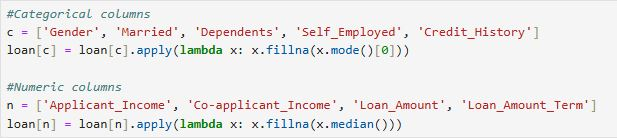 #Categorical columns
c = ['Gender', 'Married', 'Dependents', 'Self_Employed', 'Credit_History']
loan[c] = loan[c].apply(lambda x: x.fillna(x.mode()[0]))
#Numeric columns
n = ['Applicant_Income', 'Co-applicant_Income', 'Loan_Amount', 'Loan_Amount_Term']
loan[n] = loan[n].apply(lambda x: x.fillna(x.median()))